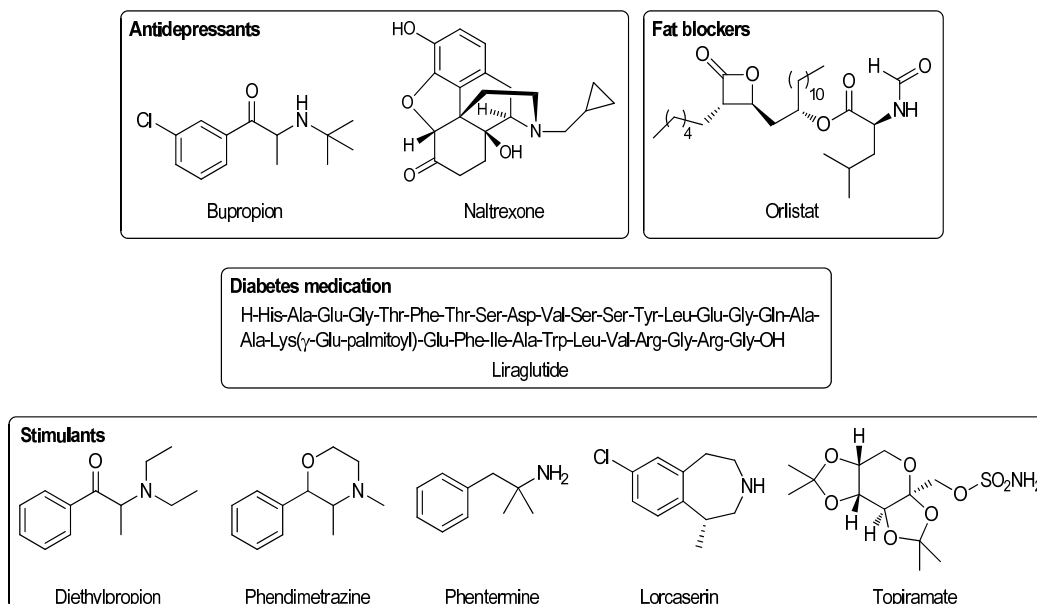 Antidepressants
HO
O
Cl
H
N
O
H
O
N
OH
H
Bupropion
Naltrexone
Fat blockers
O
O
( )10
O
H
O
NH
( )4
O
Orlistat
Diabetes medication
H-His-Ala-Glu-Gly-Thr-Phe-Thr-Ser-Asp-Val-Ser-Ser-Tyr-Leu-Glu-Gly-Gln-Ala-
Ala-Lys(γ-Glu-palmitoyl)-Glu-Phe-Ile-Ala-Trp-Leu-Val-Arg-Gly-Arg-Gly-OH
Liraglutide
Stimulants
O
N
Diethylpropion
O
N
Phendimetrazine
NH2
Phentermine
Cl
NH
Lorcaserin
H
O
O
O
H
H
O
O
O
SO2NH2
Topiramate